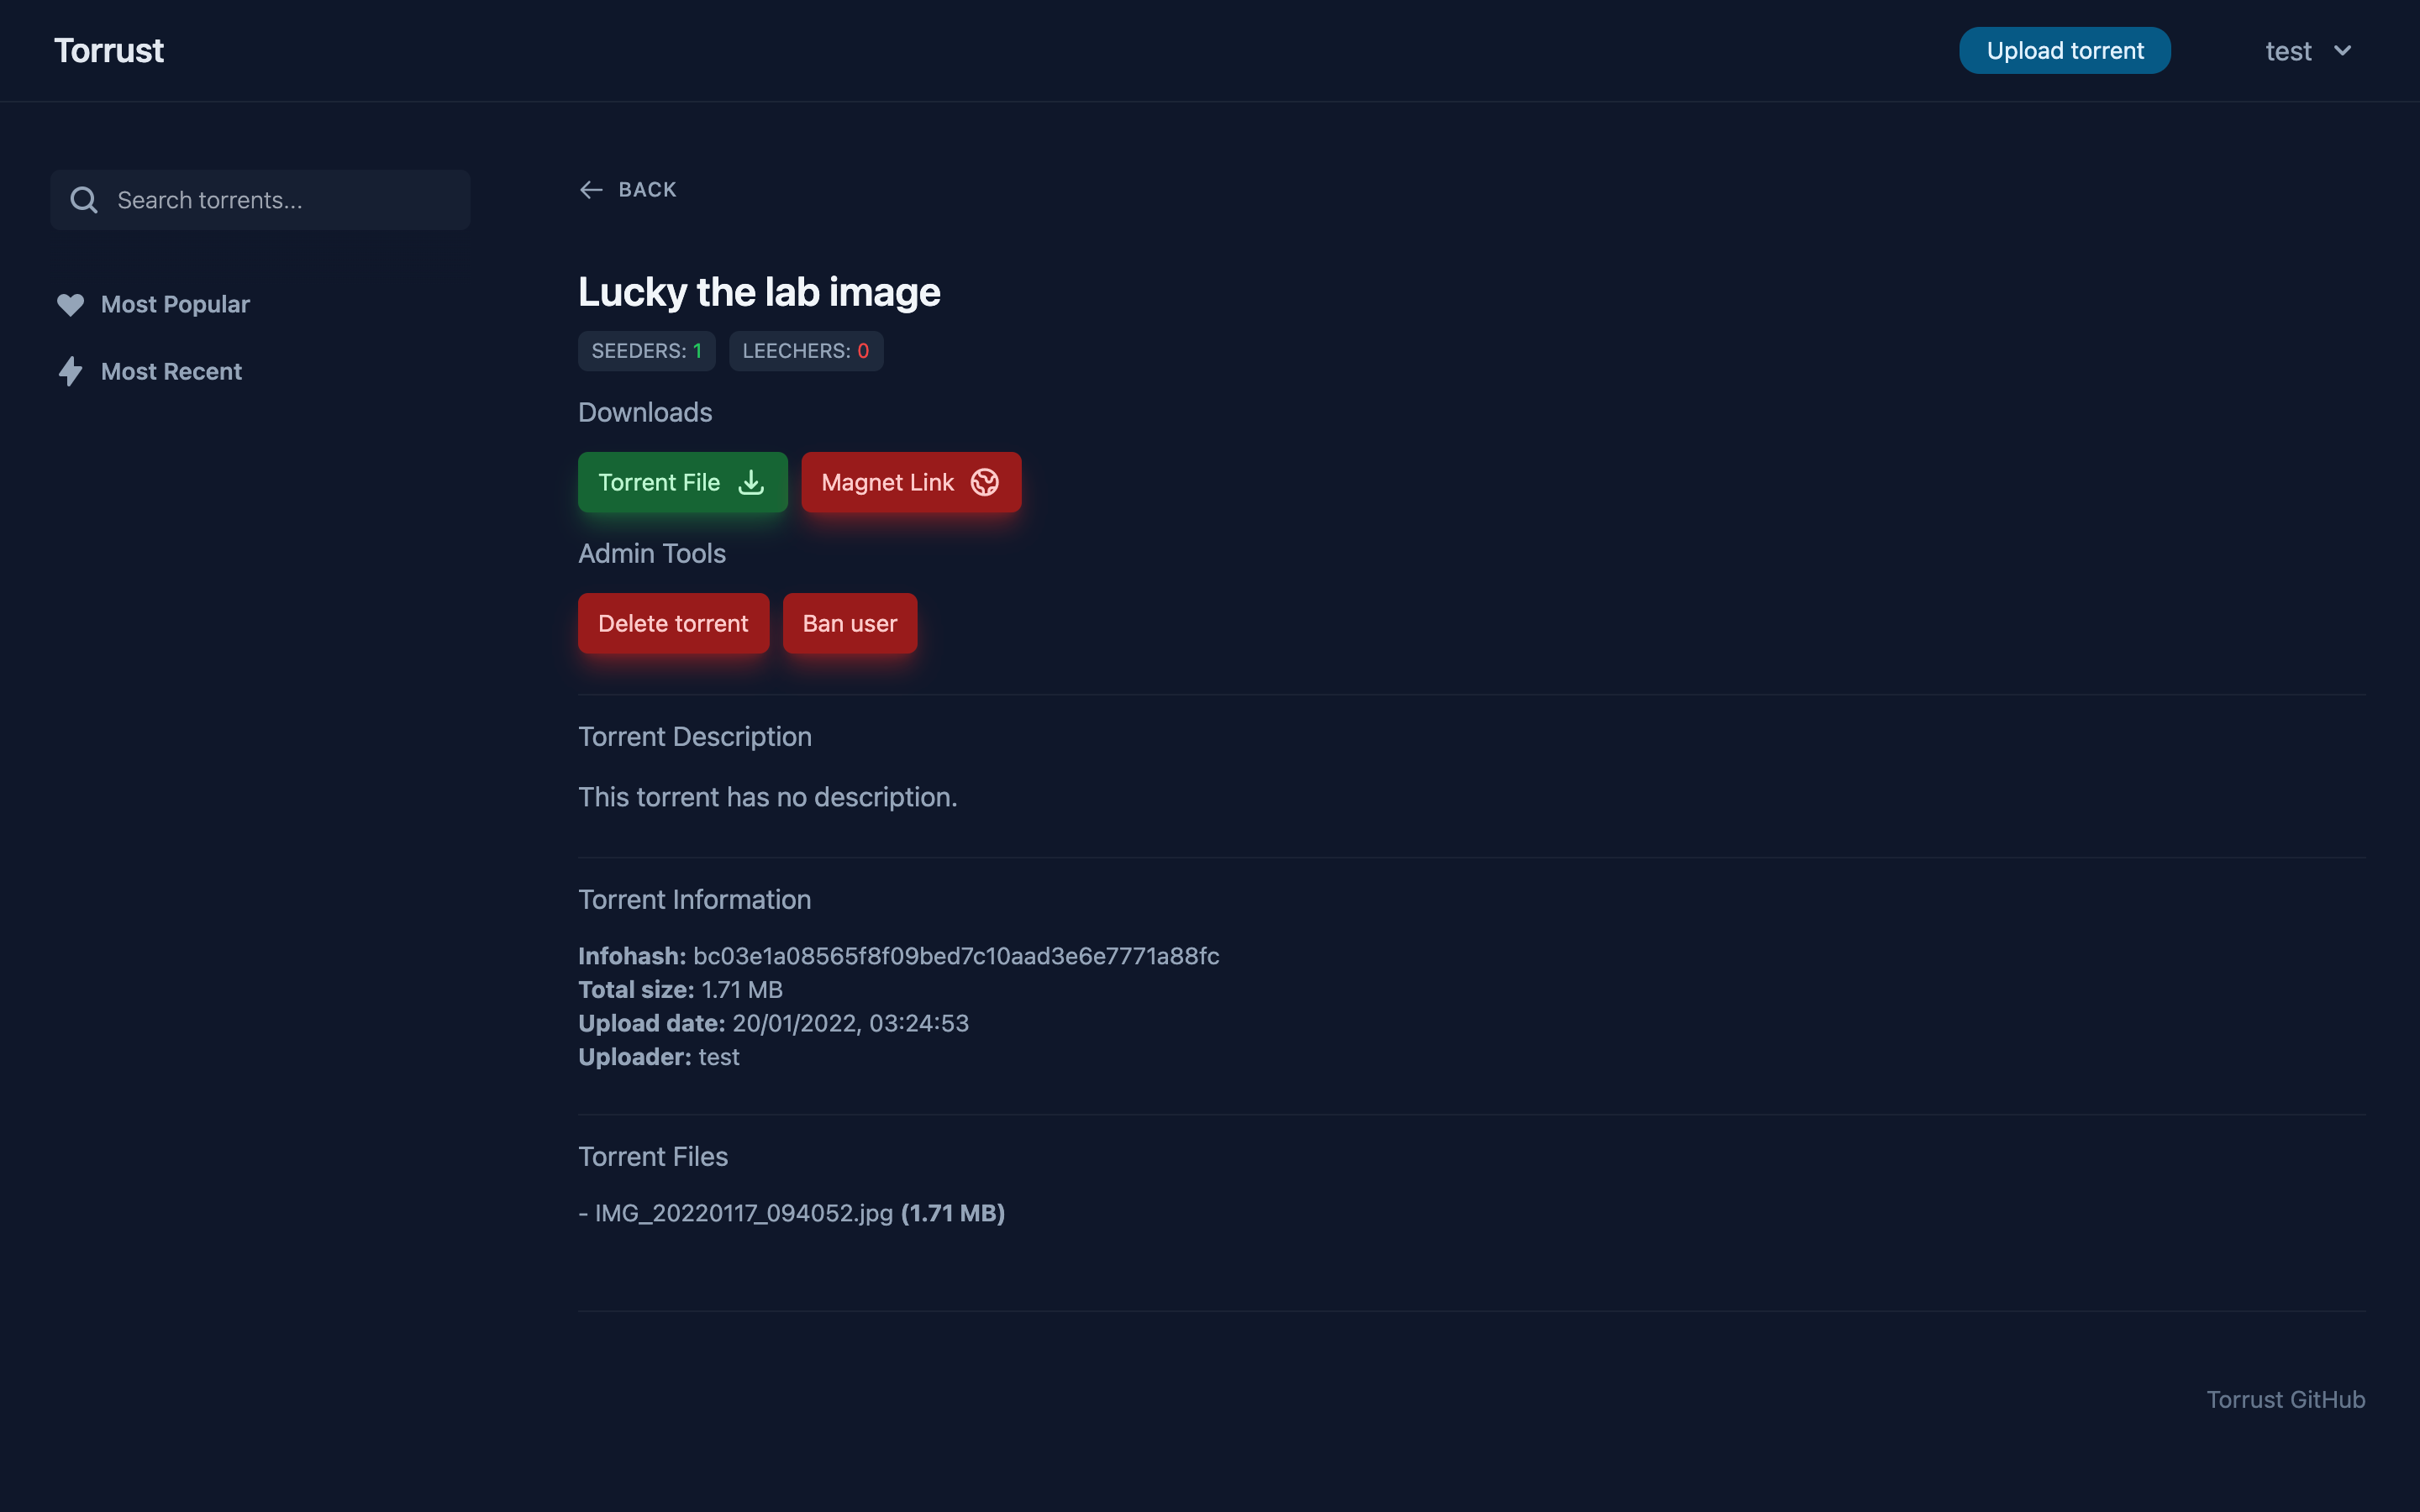 Torrust
Upload torrent
test
Search torrents...
Most Popular
Most Recent
BACK
Lucky the lab image
SEEDERS: 1 LEECHERS: 0
Downloads
Torrent File Magnet Link
Admin Tools
Delete torrent Ban user
Torrent Description
This torrent has no description.
Torrent Information
Infohash: bc03e1a08565f8f09bed7c10aad3e6e7771a88fc
Total size: 1.71 MB
Upload date: 20/01/2022, 03:24:53
Uploader: test
Torrent Files
- IMG_20220117_094052.jpg (1.71 MB)
Torrust GitHub